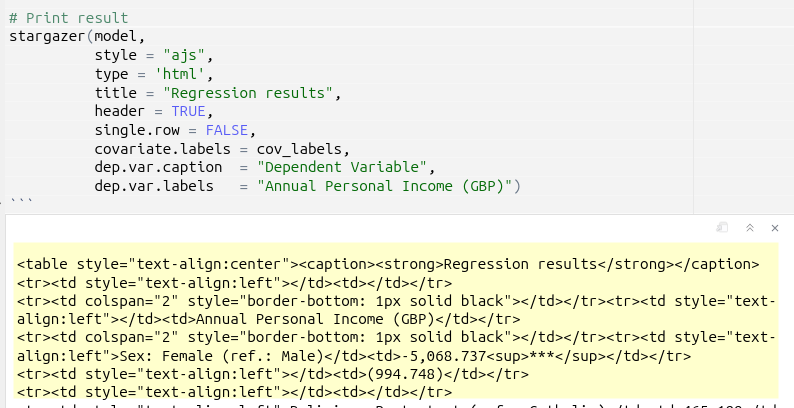 # Print result
stargazer(model,
style = "ajs",
type = 'html',
title = "Regression results",
header = TRUE,
single.row = FALSE,
covariate.labels = cov_labels,
dep.var.caption  = "Dependent Variable",
dep.var.labels   = "Annual Personal Income (GBP)")
```
<table style="text-align:center"><caption><strong>Regression results</strong></caption>
<tr><td style="text-align:left"></td><td></td></tr>
<tr><td colspan="2" style="border-bottom: 1px solid black"></td></tr><tr><td style="text-
align:left"></td><td>Annual Personal Income (GBP)</td></tr>
<tr><td colspan="2" style="border-bottom: 1px solid black"></td></tr><tr><td style="text-
align:left">Sex: Female (ref.: Male)</td><td>-5,068.737<sup>***</sup></td></tr>
<tr><td style="text-align:left"></td><td>(994.748)</td></tr>
<tr><td style="text-align:left"></td><td></td></tr>